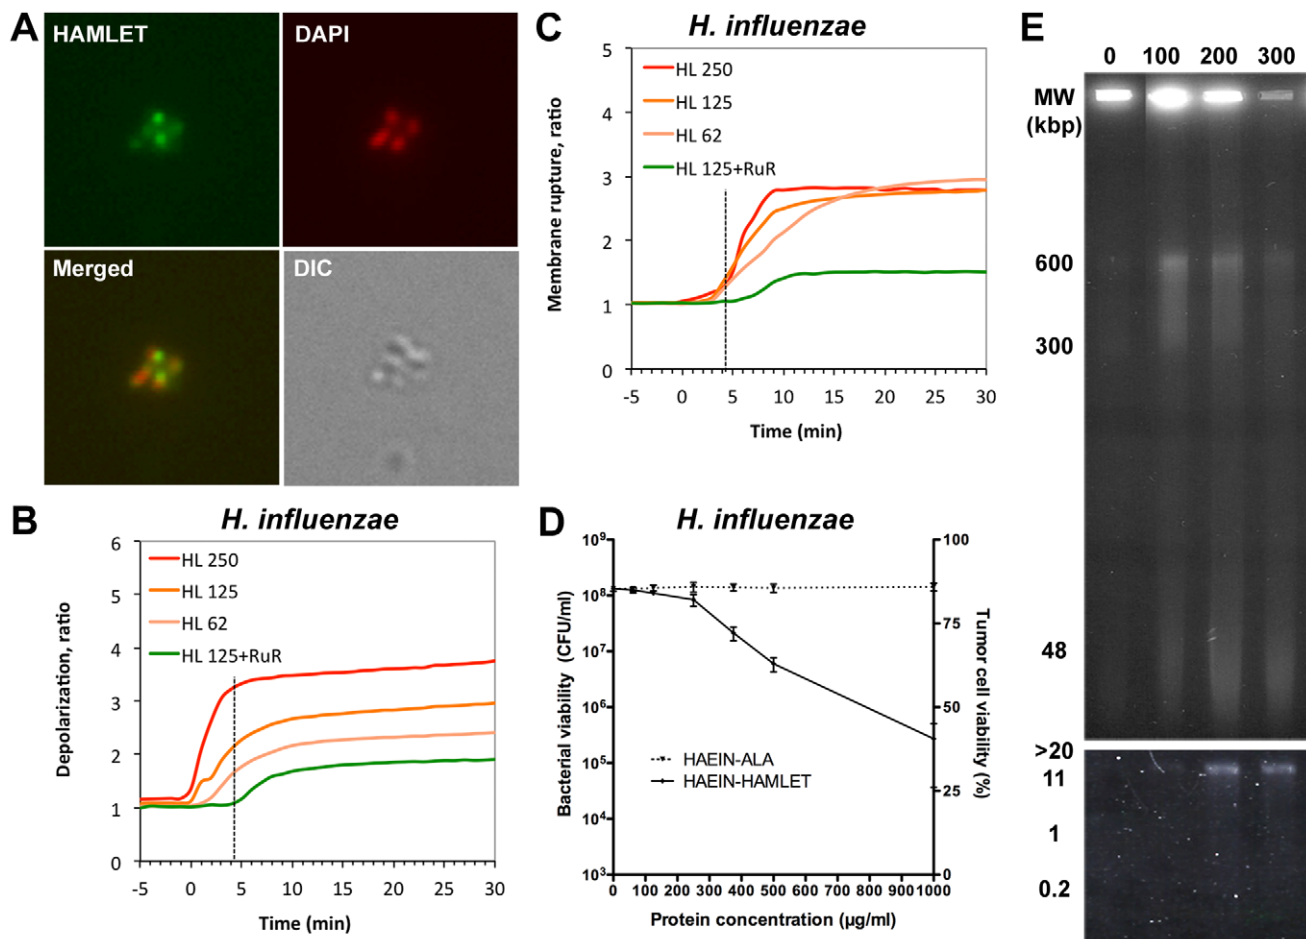 A
HAMLET
DAPI
Merged
DIC
B
H. influenzae
6
5
4
3
2
1
0
HL 250
HL 125
HL 62
HL 125+RuR
Depolarization, ratio
-5 0 5 10 15 20 25 30
Time (min)
C
H. influenzae
5
4
3
2
1
0
HL 250
HL 125
HL 62
HL 125+RuR
Membrane rupture, ratio
-5 0 5 10 15 20 25 30
Time (min)
D
H. influenzae
Bacterial viability (CFU/ml)
10⁹
10⁸
10⁷
10⁶
10⁵
10⁴
10³
HAEIN-ALA
HAEIN-HAMLET
100
75
50
25
0
Tumor cell viability (%)
0 100 200 300 400 500 600 700 800 900 1000
Protein concentration (µg/ml)
E
0 100 200 300
MW
(kbp)
600
300
48
>20
11
1
0.2